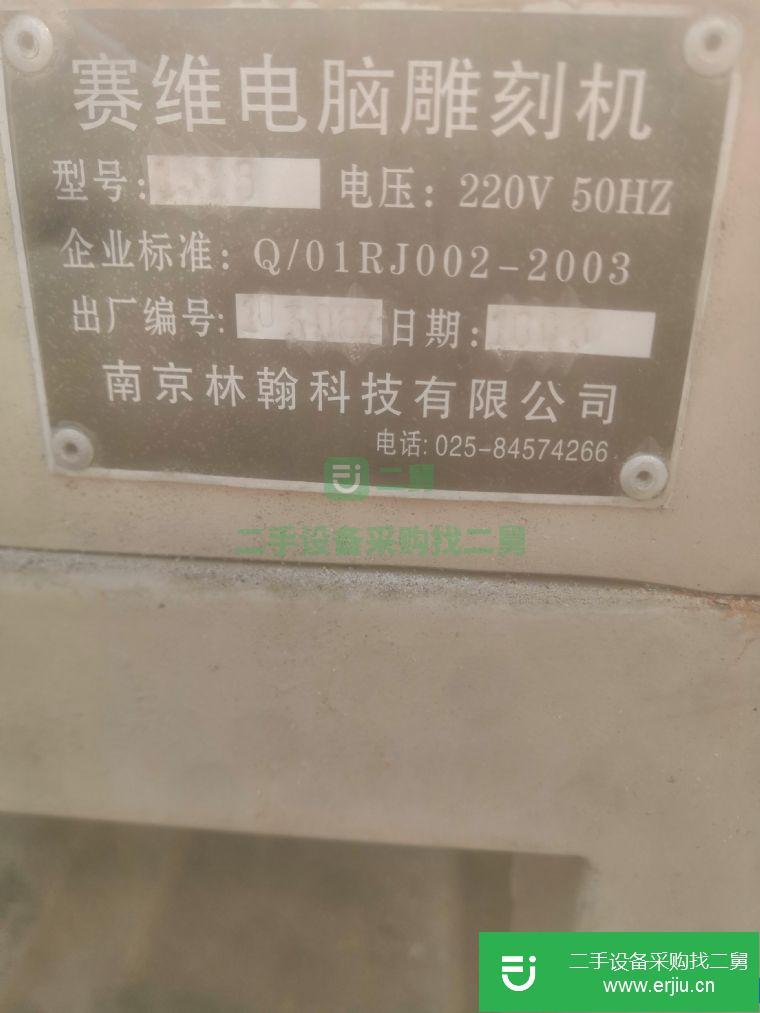 赛维电脑雕刻机
型号: 电压: 220V 50HZ
企业标准: Q/01RJ002-2003
出厂编号: 日期:
南京林翰科技有限公司
电话: 025-84574266
二舅
二手设备采购找二舅
二手设备采购找二舅
www.erjiu.cn